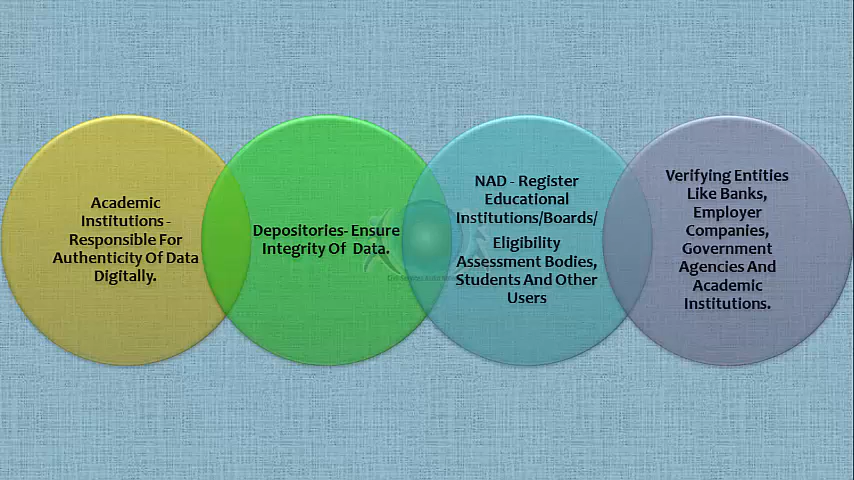 Academic
Institutions -
Responsible For
Authenticity Of Data
Digitally.
Depositories- Ensure
Integrity Of Data.
NAD - Register
Educational
Institutions/Boards/
Eligibility
Assessment Bodies,
Students And Other
Users
Verifying Entities
Like Banks,
Employer
Companies,
Government
Agencies And
Academic
Institutions.